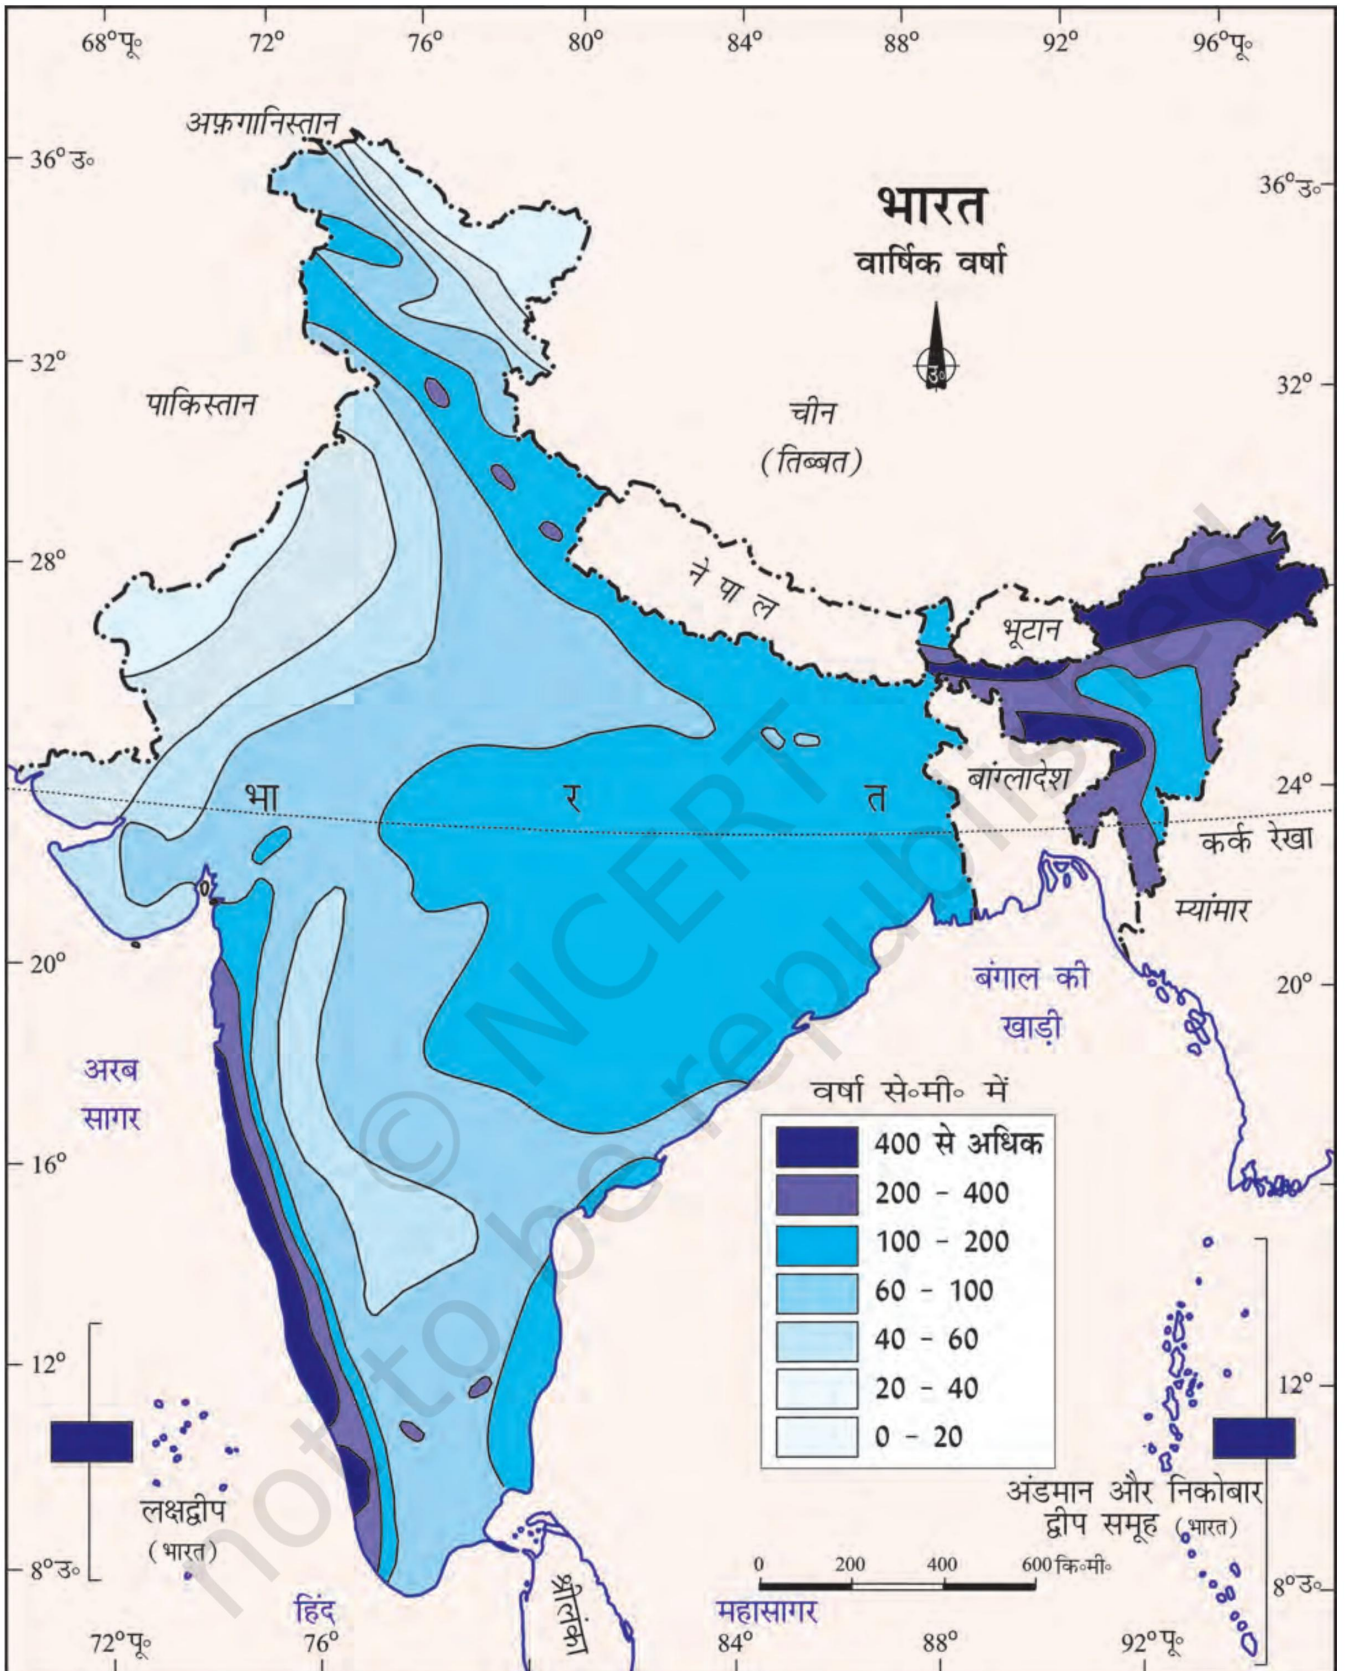 68°पू॰ 72° 76° 80° 84° 88° 92° 96°पू॰
अफ़गानिस्तान
36°उ॰
36°उ॰
भारत
वार्षिक वर्षा
उ॰
32°
32°
पाकिस्तान
चीन
(तिब्बत)
28°
नेपाल
भूटान
भा र त
बांग्लादेश
24°
कर्क रेखा
म्यांमार
20°
20°
बंगाल की
खाड़ी
अरब
सागर
वर्षा से॰मी॰ में
400 से अधिक
200 - 400
100 - 200
60 - 100
40 - 60
20 - 40
0 - 20
16°
12°
12°
लक्षद्वीप
(भारत)
अंडमान और निकोबार
द्वीप समूह (भारत)
0 200 400 600 कि॰मी॰
8°उ॰
8°उ॰
श्रीलंका
हिंद
महासागर
72°पू॰ 76° 84° 88° 92°पू॰
© NCERT
not to be republished